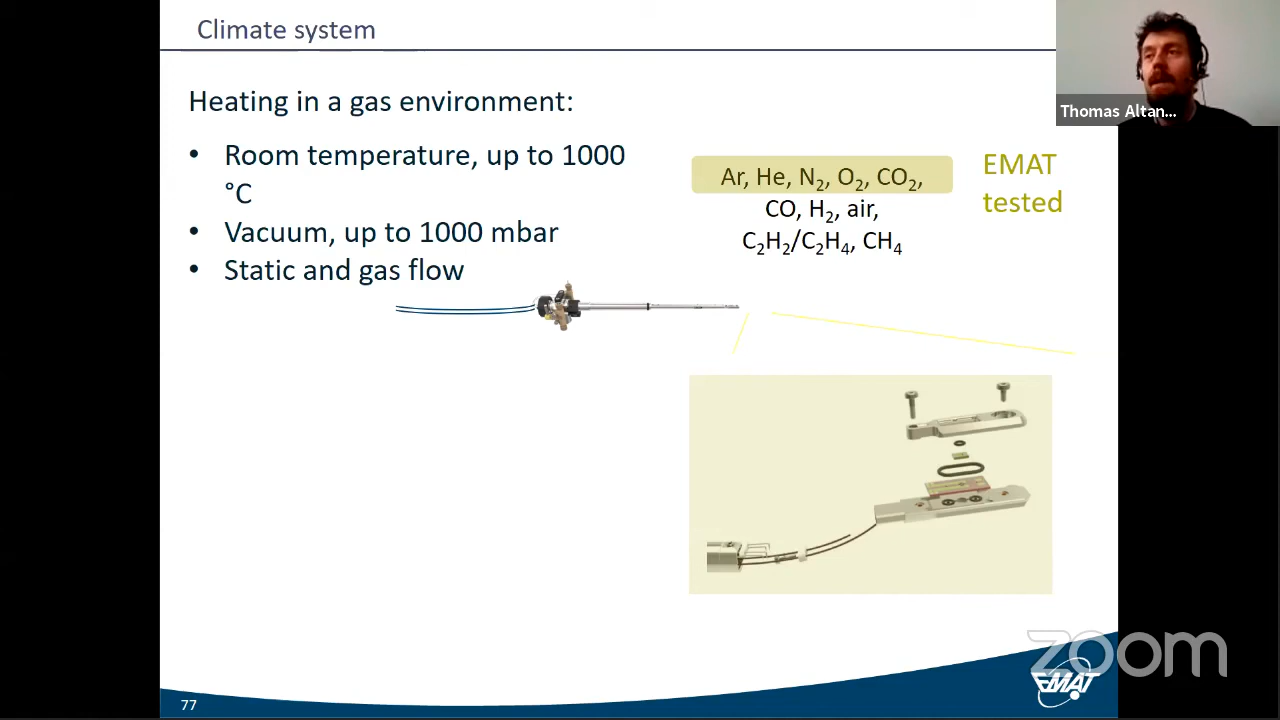 Climate system
Thomas Altan...
Heating in a gas environment:
• Room temperature, up to 1000
°C
• Vacuum, up to 1000 mbar
• Static and gas flow
Ar, He, N₂, O₂, CO₂,
CO, H₂, air,
C₂H₂/C₂H₄, CH₄
EMAT
tested
zoom
EMAT
77